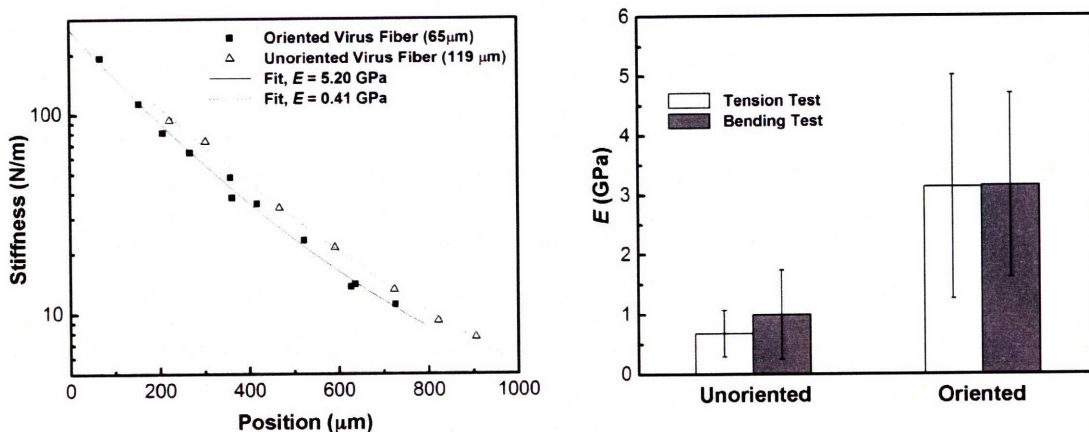 Oriented Virus Fiber (65μm)
Unoriented Virus Fiber (119 μm)
Fit, E = 5.20 GPa
Fit, E = 0.41 GPa
100
10
Stiffness (N/m)
0 200 400 600 800 1000
Position (μm)
6
5
4
3
2
1
0
E (GPa)
Tension Test
Bending Test
Unoriented Oriented